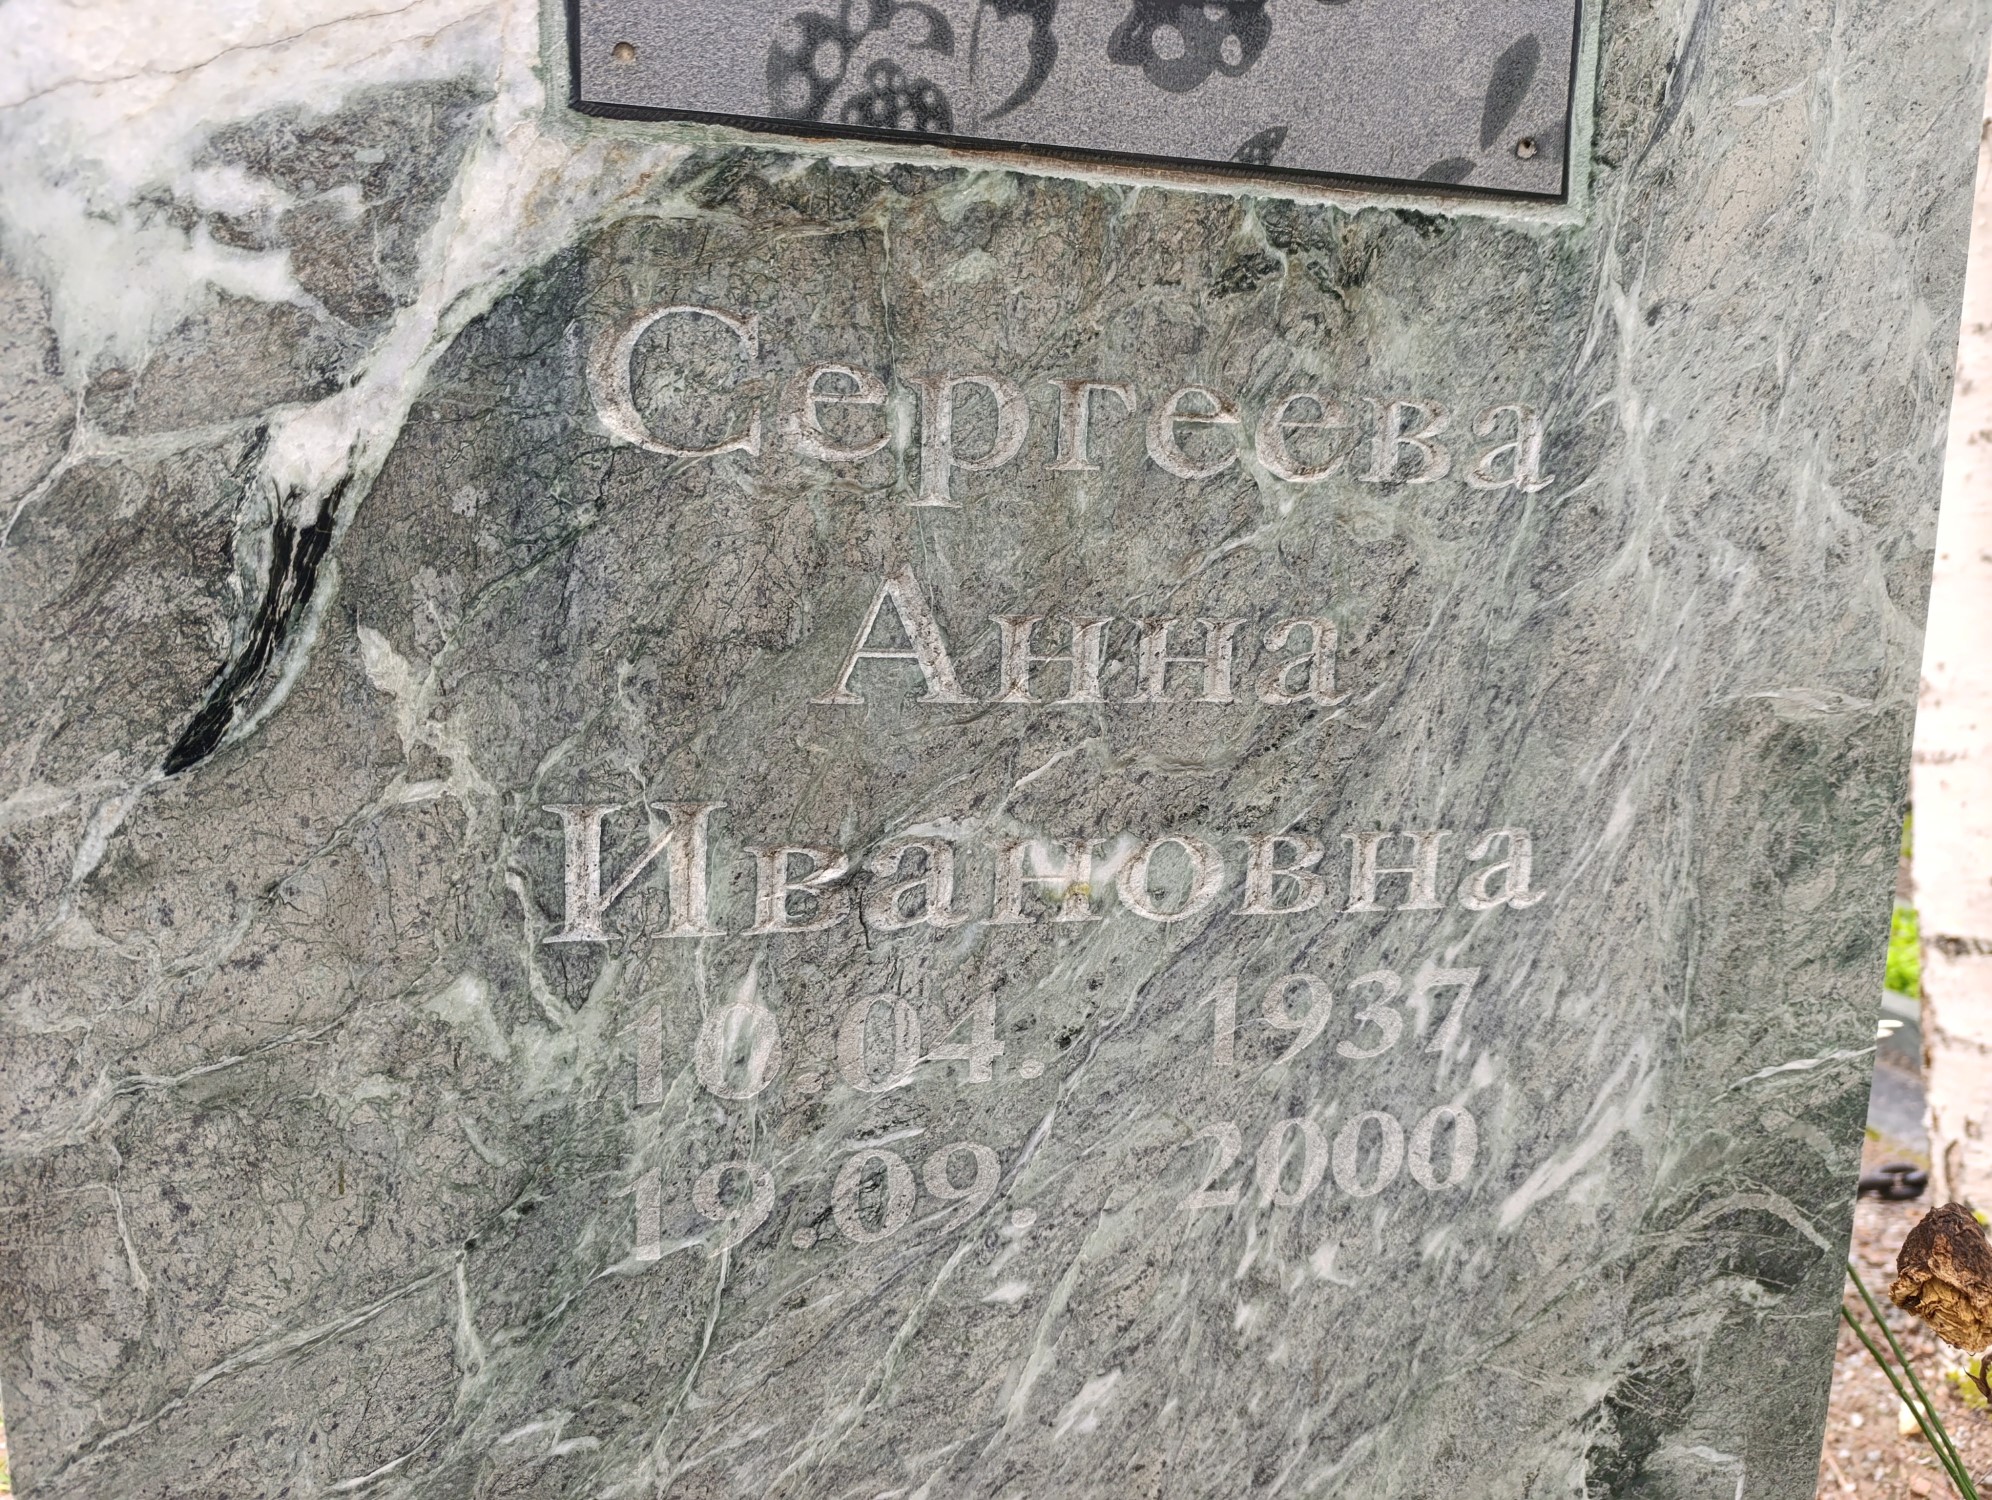 Сергеева
Анна
Ивановна
10.04. 1937
19.09. 2000